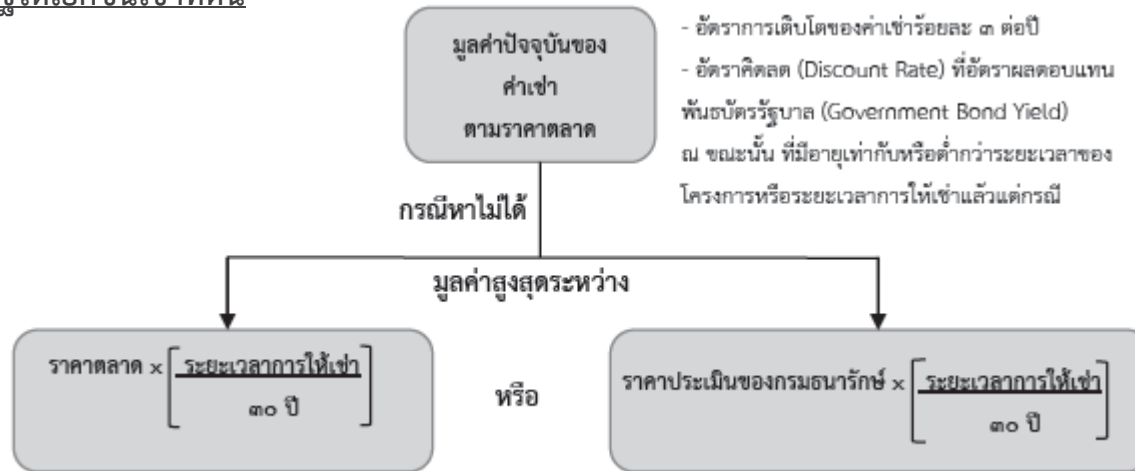 มูลค่าปัจจุบันของ
ค่าเช่า
ตามราคาตลาด
- อัตราการเติบโตของค่าเช่าร้อยละ ๓ ต่อปี
- อัตราคิดลด (Discount Rate) ที่อัตราผลตอบแทน
พันธบัตรรัฐบาล (Government Bond Yield)
ณ ขณะนั้น ที่มีอายุเท่ากับหรือต่ำกว่าระยะเวลาของ
โครงการหรือระยะเวลาการให้เช่าแล้วแต่กรณี
กรณีหาไม่ได้
มูลค่าสูงสุดระหว่าง
ราคาตลาด × [ระยะเวลาการให้เช่า
๓๐ ปี]
หรือ
ราคาประเมินของกรมธนารักษ์ × [ระยะเวลาการให้เช่า
๓๐ ปี]